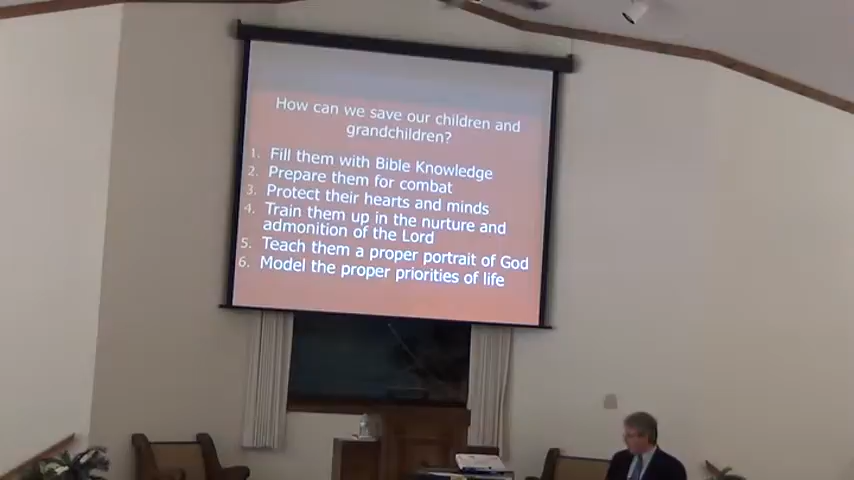 How can we save our children and
grandchildren?
1. Fill them with Bible Knowledge
2. Prepare them for combat
3. Protect their hearts and minds
4. Train them up in the nurture and
admonition of the Lord
5. Teach them a proper portrait of God
6. Model the proper priorities of life